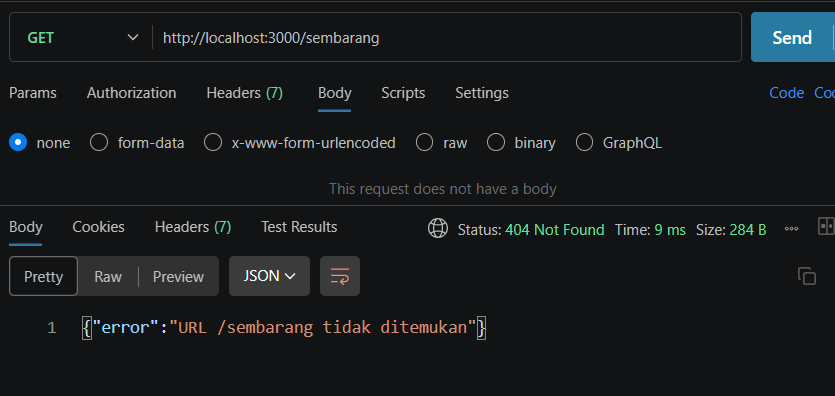 GET http://localhost:3000/sembarang Send
Params Authorization Headers (7) Body Scripts Settings Code
none form-data x-www-form-urlencoded raw binary GraphQL
This request does not have a body
Body Cookies Headers (7) Test Results Status: 404 Not Found Time: 9 ms Size: 284 B
Pretty Raw Preview JSON
1 {"error":"URL /sembarang tidak ditemukan"}